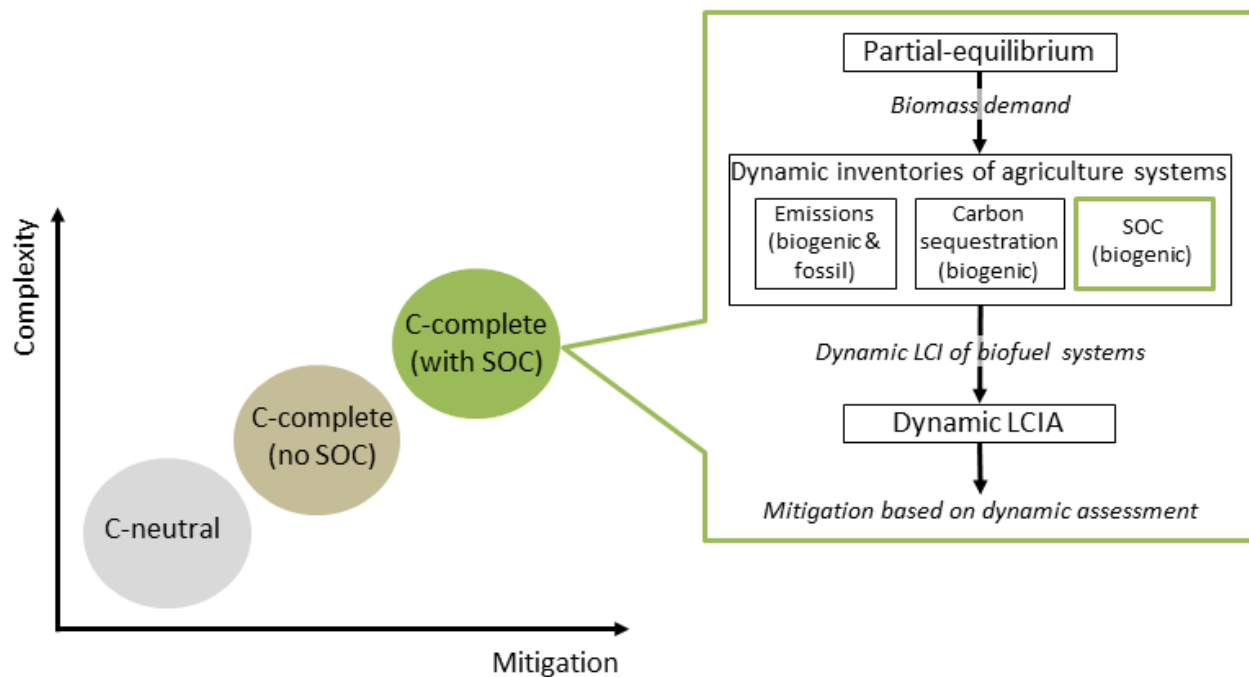 Complexity
Mitigation
C-neutral
C-complete
(no SOC)
C-complete
(with SOC)
Partial-equilibrium
Biomass demand
Dynamic inventories of agriculture systems
Emissions
(biogenic &
fossil)
Carbon
sequestration
(biogenic)
SOC
(biogenic)
Dynamic LCI of biofuel systems
Dynamic LCIA
Mitigation based on dynamic assessment